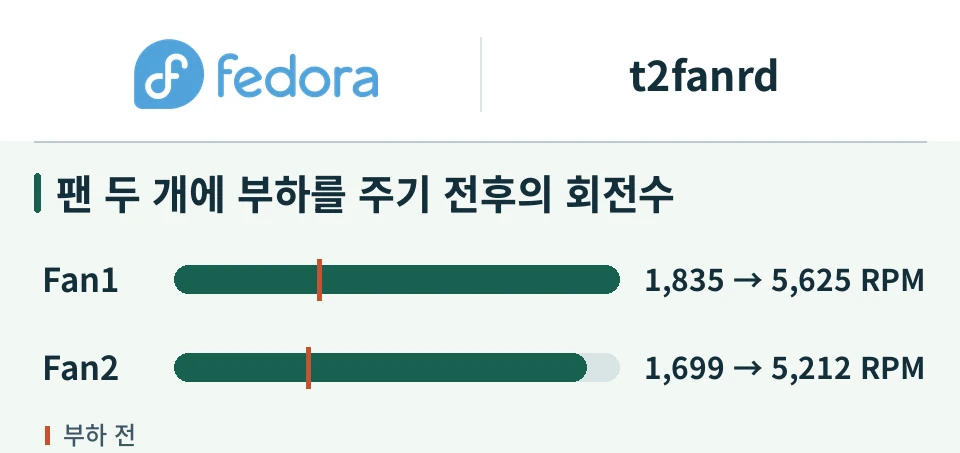 fedora
t2fanrd
팬 두 개에 부하를 주기 전후의 회전수
Fan1 1,835 → 5,625 RPM
Fan2 1,699 → 5,212 RPM
부하 전